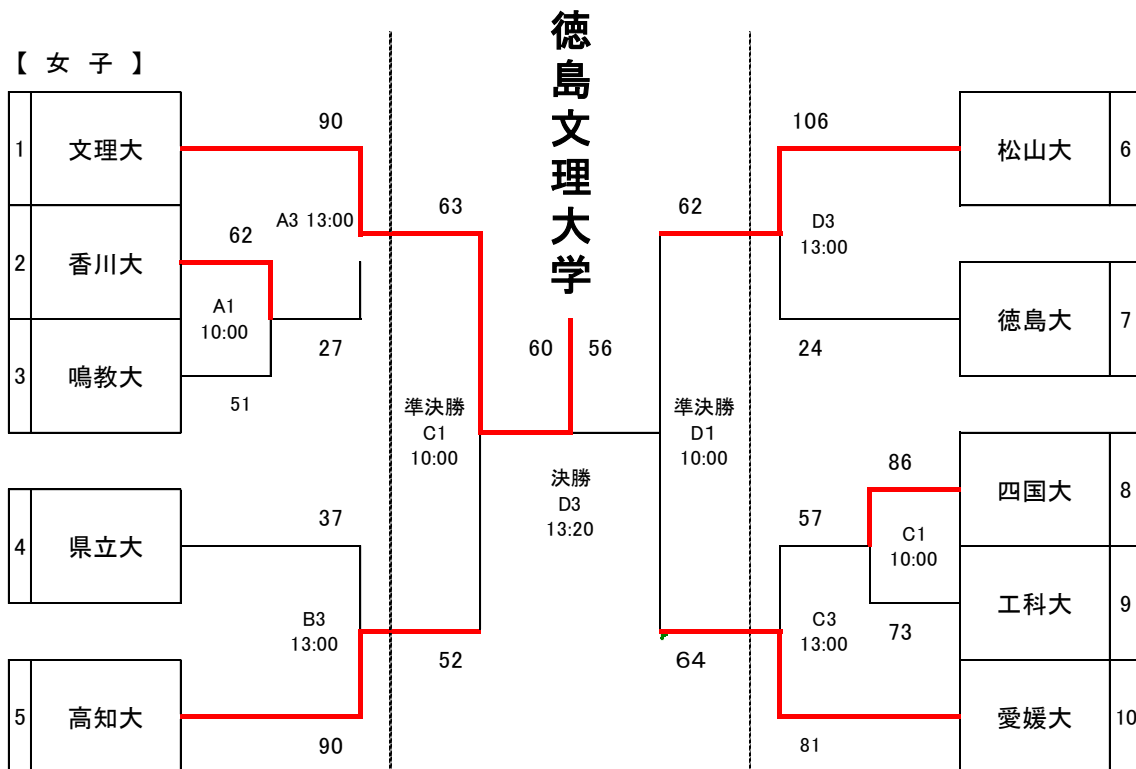 【 女 子 】
徳島文理大学
1 文理大
90
2 香川大
62
A3 13:00
A1
10:00
27
3 鳴教大
51
63
準決勝
C1
10:00
4 県立大
37
B3
13:00
52
5 高知大
90
60 56
決勝
D3
13:20
106
松山大 6
62
D3
13:00
徳島大 7
24
準決勝
D1
10:00
86
四国大 8
57
C1
10:00
工科大 9
73
C3
13:00
64
愛媛大 10
81